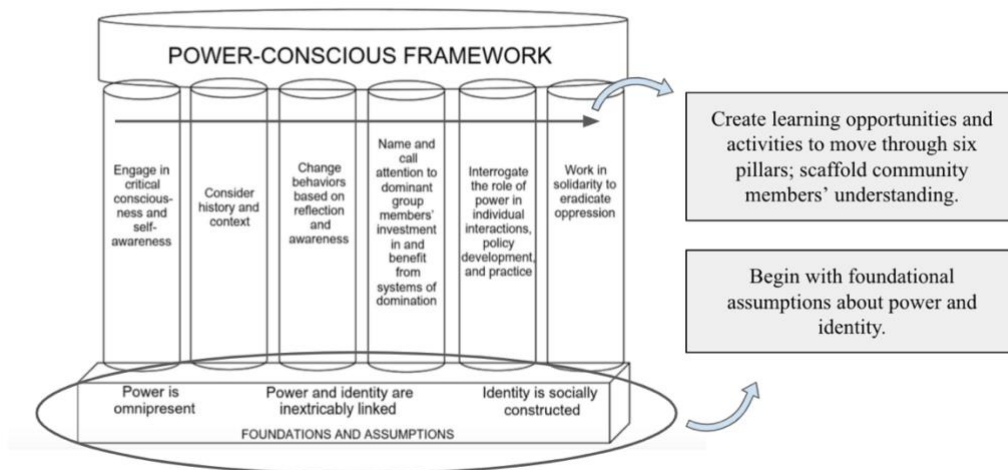 POWER-CONSCIOUS FRAMEWORK
Engage in
critical
conscious-
ness and
self-
awareness
Consider
history and
context
Change
behaviors
based on
reflection
and
awareness
Name and
call
attention to
dominant
group
members'
investment
in and
benefit
from
systems of
domination
Interrogate
the role of
power in
individual
interactions,
policy
development,
and practice
Work in
solidarity to
eradicate
oppression
Create learning opportunities and
activities to move through six
pillars; scaffold community
members’ understanding.
Begin with foundational
assumptions about power and
identity.
Power is
omnipresent
Power and identity are
inextricably linked
Identity is socially
constructed
FOUNDATIONS AND ASSUMPTIONS